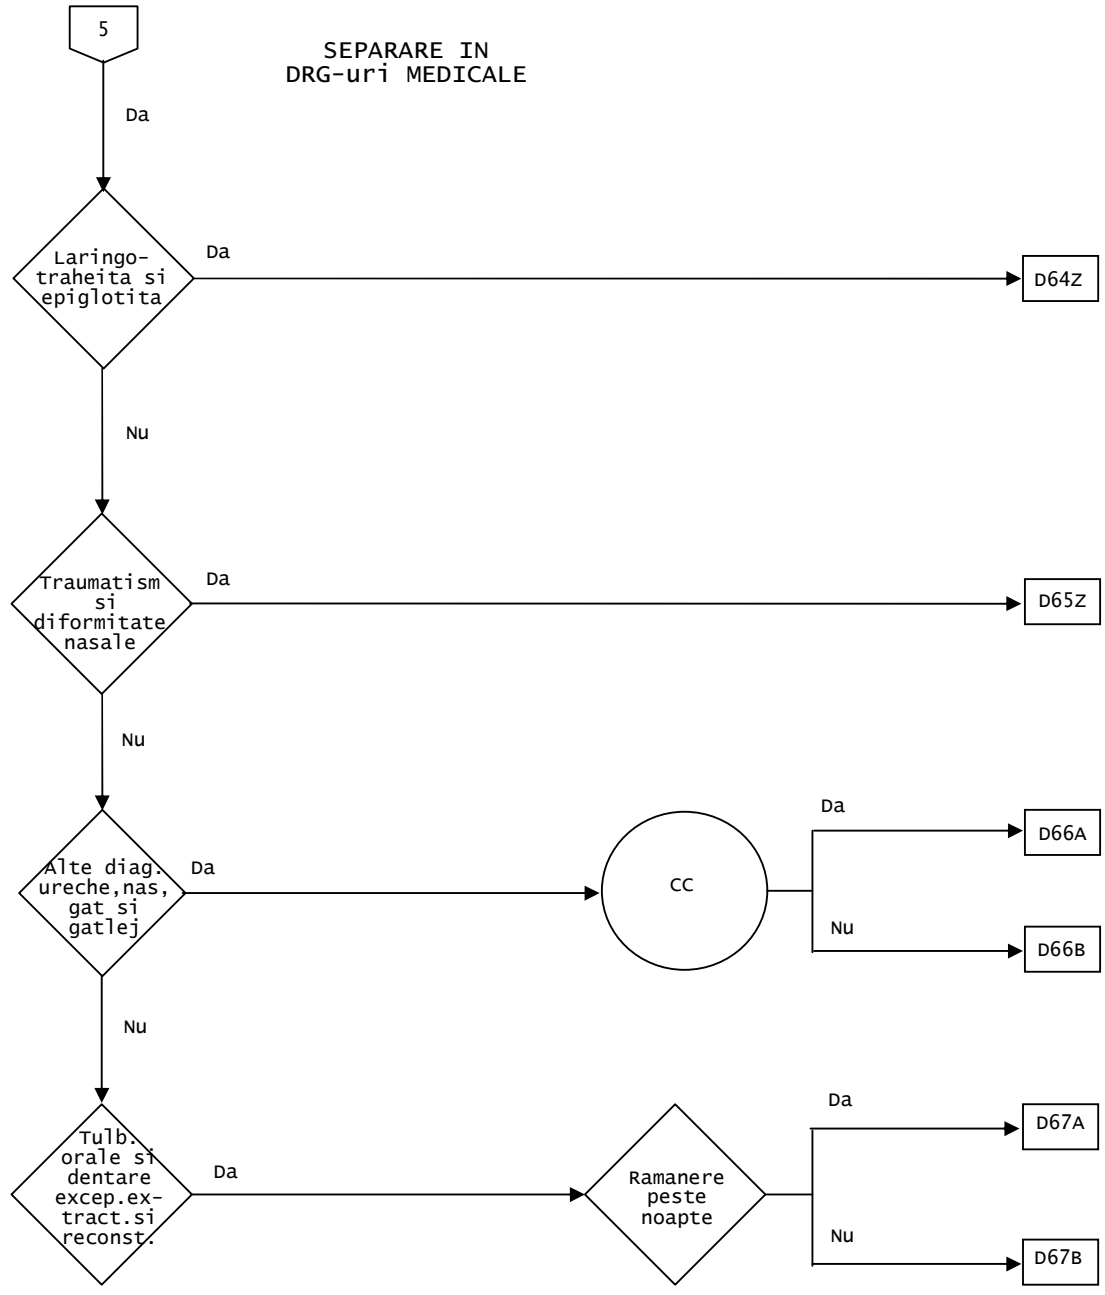 5
SEPARARE IN
DRG-uri MEDICALE
Da
Laringo-
traheita si
epiglotita
Da
D64Z
Nu
Traumatism
si
diformitate
nasale
Da
D65Z
Nu
Alte diag.
ureche,nas,
gat si
gatlej
Da
CC
Da
D66A
Nu
D66B
Nu
Tulb.
orale si
dentare
excep.ex-
tract.si
reconst.
Da
Ramanere
peste
noapte
Da
D67A
Nu
D67B